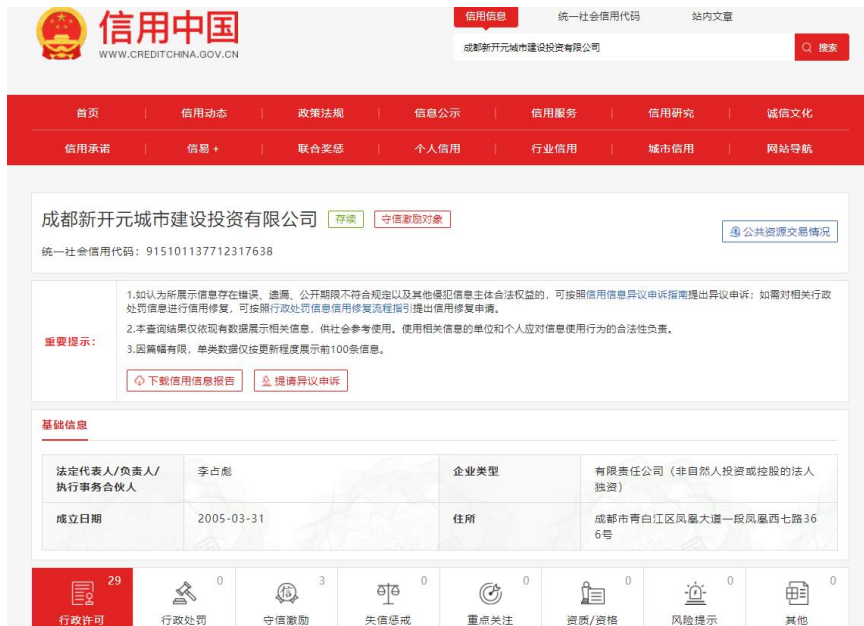 信用中国
WWW.CREDITCHINA.GOV.CN
信用信息 统一社会信用代码 站内文章
成都新开元城市建设投资有限公司 搜索
首页 信用动态 政策法规 信息公示 信用服务 信用研究 诚信文化
信用承诺 信易+ 联合奖惩 个人信用 行业信用 城市信用 网站导航
成都新开元城市建设投资有限公司 存续 守信激励对象
公共资源交易情况
统一社会信用代码：915101137712317638
重要提示：
1.如认为所展示信息存在错误、遗漏、公开期限不符合规定以及其他侵犯信息主体合法权益的，可按照信用信息异议申诉指南提出异议申诉；如需对相关行政
处罚信息进行信用修复，可按照行政处罚信息信用修复流程指引提出信用修复申请。
2.本查询结果仅依现有数据展示相关信息，供社会参考使用。使用相关信息的单位和个人应对信息使用行为的合法性负责。
3.因篇幅有限，单类数据仅按更新程度展示前100条信息。
下载信用信息报告 提请异议申诉
基础信息
法定代表人/负责人/
执行事务合伙人
李占彪
企业类型
有限责任公司（非自然人投资或控股的法人
独资）
成立日期
2005-03-31
住所
成都市青白江区凤凰大道一段凤凰西七路36
6号
29 0 3 0 0 0 0 0
行政许可 行政处罚 守信激励 失信惩戒 重点关注 资质/资格 风险提示 其他